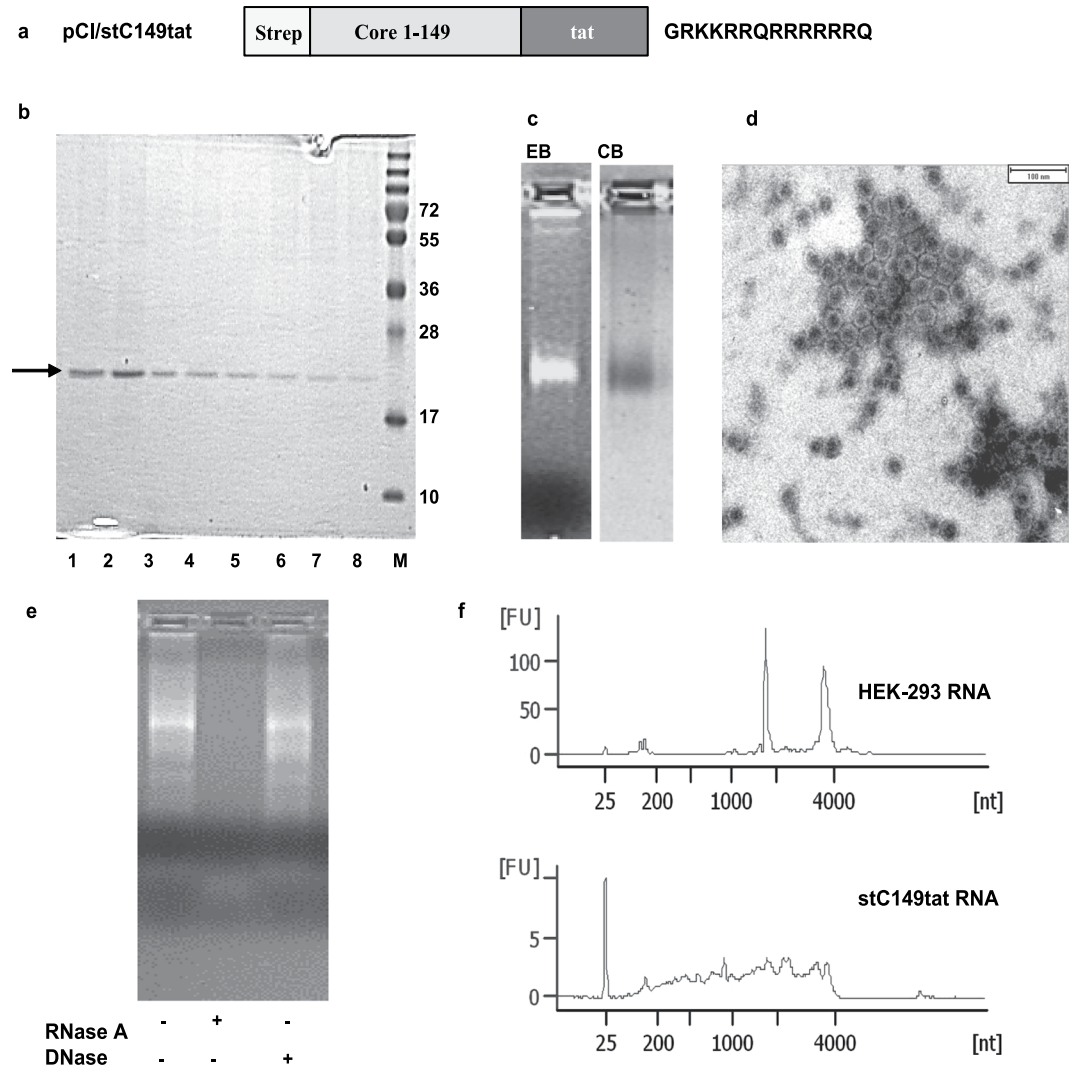 a pCI/stC149tat Strep Core 1-149 tat GRKKRRQRRRRRRQ
b
72
55
36
28
17
10
1 2 3 4 5 6 7 8 M
c
EB CB
d
100 nm
e
RNase A - + -
DNase - - +
f
[FU]
100
50
0
HEK-293 RNA
25 200 1000 4000 [nt]
[FU]
5
0
stC149tat RNA
25 200 1000 4000 [nt]